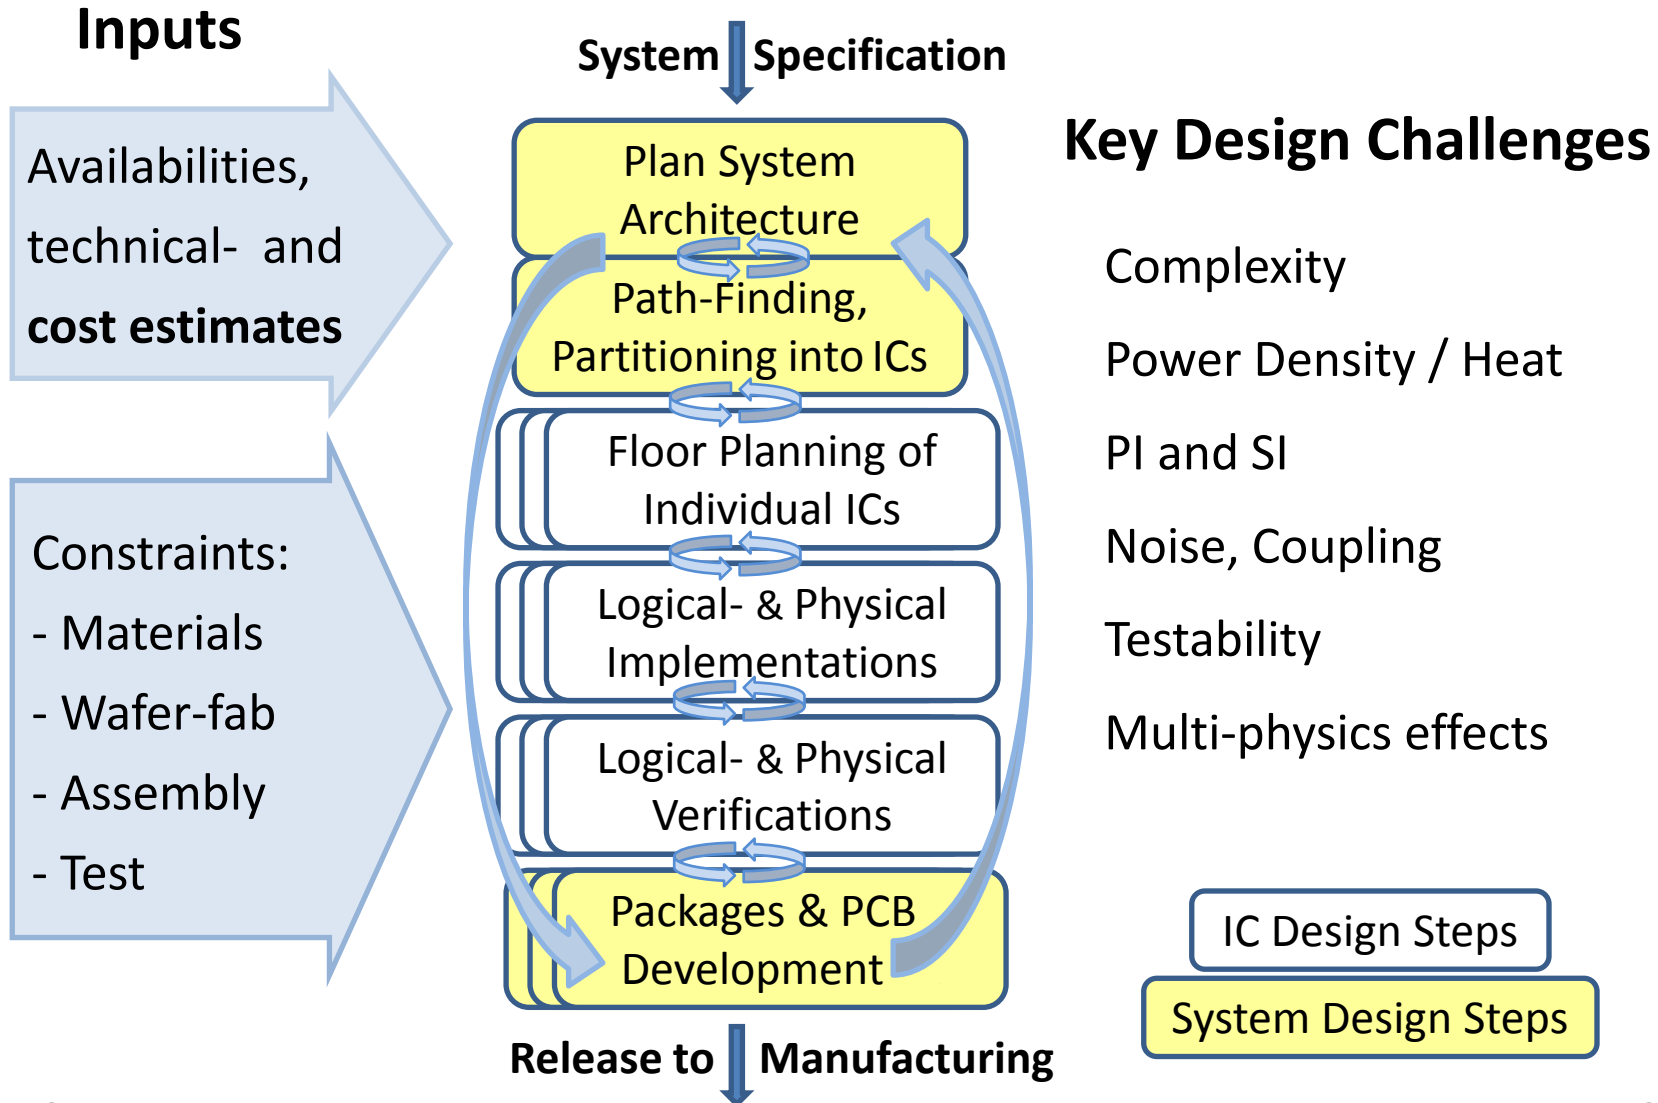 Inputs
Availabilities,
technical-  and
cost estimates
Constraints:
- Materials
- Wafer-fab
- Assembly
- Test
System Specification
Plan System
Architecture
Path-Finding,
Partitioning into ICs
Floor Planning of
Individual ICs
Logical- & Physical
Implementations
Logical- & Physical
Verifications
Packages & PCB
Development
Release to Manufacturing
Key Design Challenges
Complexity
Power Density / Heat
PI and SI
Noise, Coupling
Testability
Multi-physics effects
IC Design Steps
System Design Steps